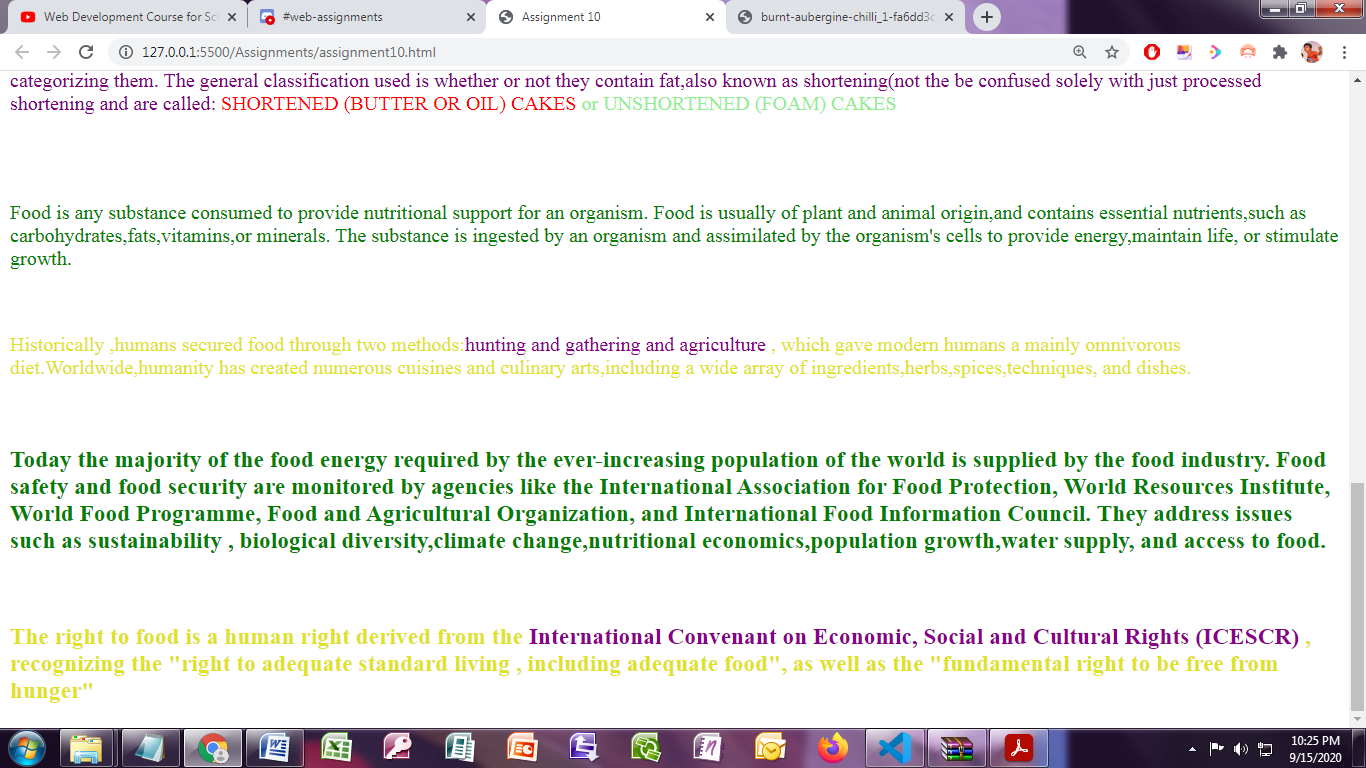 Web Development Course for Sc
#web-assignments
Assignment 10
burnt-aubergine-chilli_1-fa6dd3c
127.0.0.1:5500/Assignments/assignment10.html
categorizing them. The general classification used is whether or not they contain fat,also known as shortening(not the be confused solely with just processed
shortening and are called: SHORTENED (BUTTER OR OIL) CAKES or UNSHORTENED (FOAM) CAKES
Food is any substance consumed to provide nutritional support for an organism. Food is usually of plant and animal origin,and contains essential nutrients,such as
carbohydrates,fats,vitamins,or minerals. The substance is ingested by an organism and assimilated by the organism's cells to provide energy,maintain life, or stimulate
growth.
Historically ,humans secured food through two methods:hunting and gathering and agriculture , which gave modern humans a mainly omnivorous
diet.Worldwide,humanity has created numerous cuisines and culinary arts,including a wide array of ingredients,herbs,spices,techniques, and dishes.
Today the majority of the food energy required by the ever-increasing population of the world is supplied by the food industry. Food
safety and food security are monitored by agencies like the International Association for Food Protection, World Resources Institute,
World Food Programme, Food and Agricultural Organization, and International Food Information Council. They address issues
such as sustainability , biological diversity,climate change,nutritional economics,population growth,water supply, and access to food.
The right to food is a human right derived from the International Convenant on Economic, Social and Cultural Rights (ICESCR) ,
recognizing the "right to adequate standard living , including adequate food", as well as the "fundamental right to be free from
hunger"
10:25 PM
9/15/2020